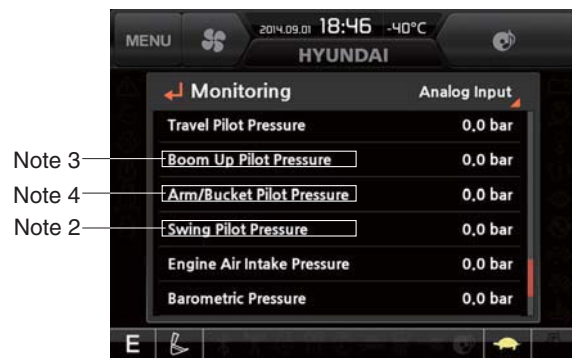 MENU
2014.09.01 18:46 -40°C
HYUNDAI
Monitoring Analog Input
Travel Pilot Pressure 0.0 bar
Note 3 Boom Up Pilot Pressure 0.0 bar
Note 4 Arm/Bucket Pilot Pressure 0.0 bar
Note 2 Swing Pilot Pressure 0.0 bar
Engine Air Intake Pressure 0.0 bar
Barometric Pressure 0.0 bar
E